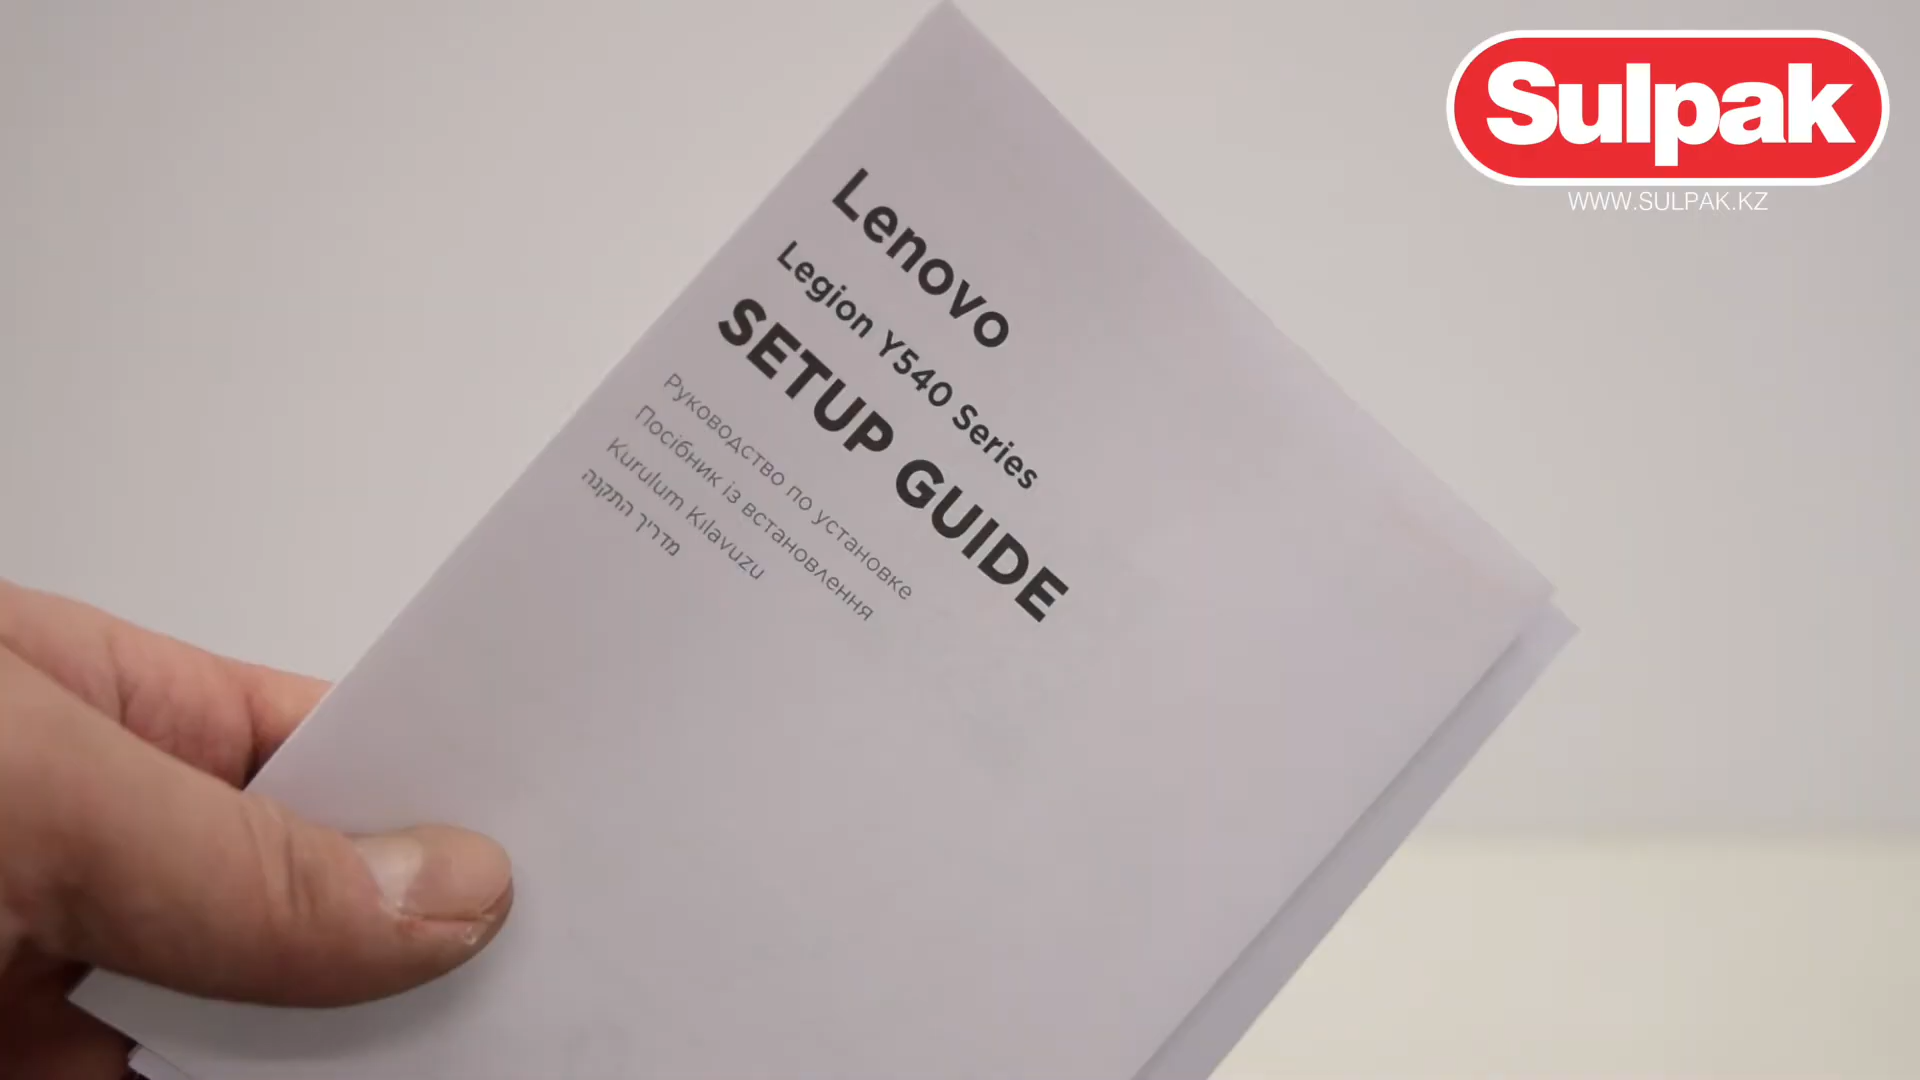 Sulpak
WWW.SULPAK.KZ
Lenovo
Legion Y540 Series
SETUP GUIDE
Руководство по установке
Посібник із встановлення
Kurulum Kılavuzu
מדריך התקנה